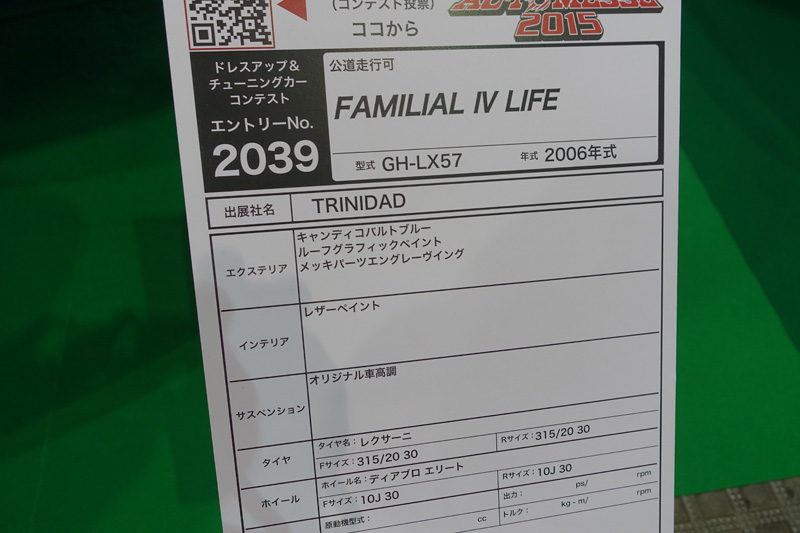 (コンテスト投票)
ココから
AUTOMESSE
in
2015
ドレスアップ&
チューニングカー
コンテスト
エントリーNo.
2039
公道走行可
FAMILIAL Ⅳ LIFE
型式 GH-LX57 年式 2006年式
出展社名 TRINIDAD
エクステリア
キャンディコバルトブルー
ルーフグラフィックペイント
メッキパーツエングレーヴイング
インテリア
レザーペイント
サスペンション
オリジナル車高調
タイヤ
タイヤ名：レクサーニ
Fサイズ：315/20 30
Rサイズ：315/20 30
ホイール
ホイール名：ディアブロ エリート
Fサイズ：10J 30
Rサイズ：10J 30
原動機型式： cc
出力： ps/ rpm
トルク： kg-m/ rpm